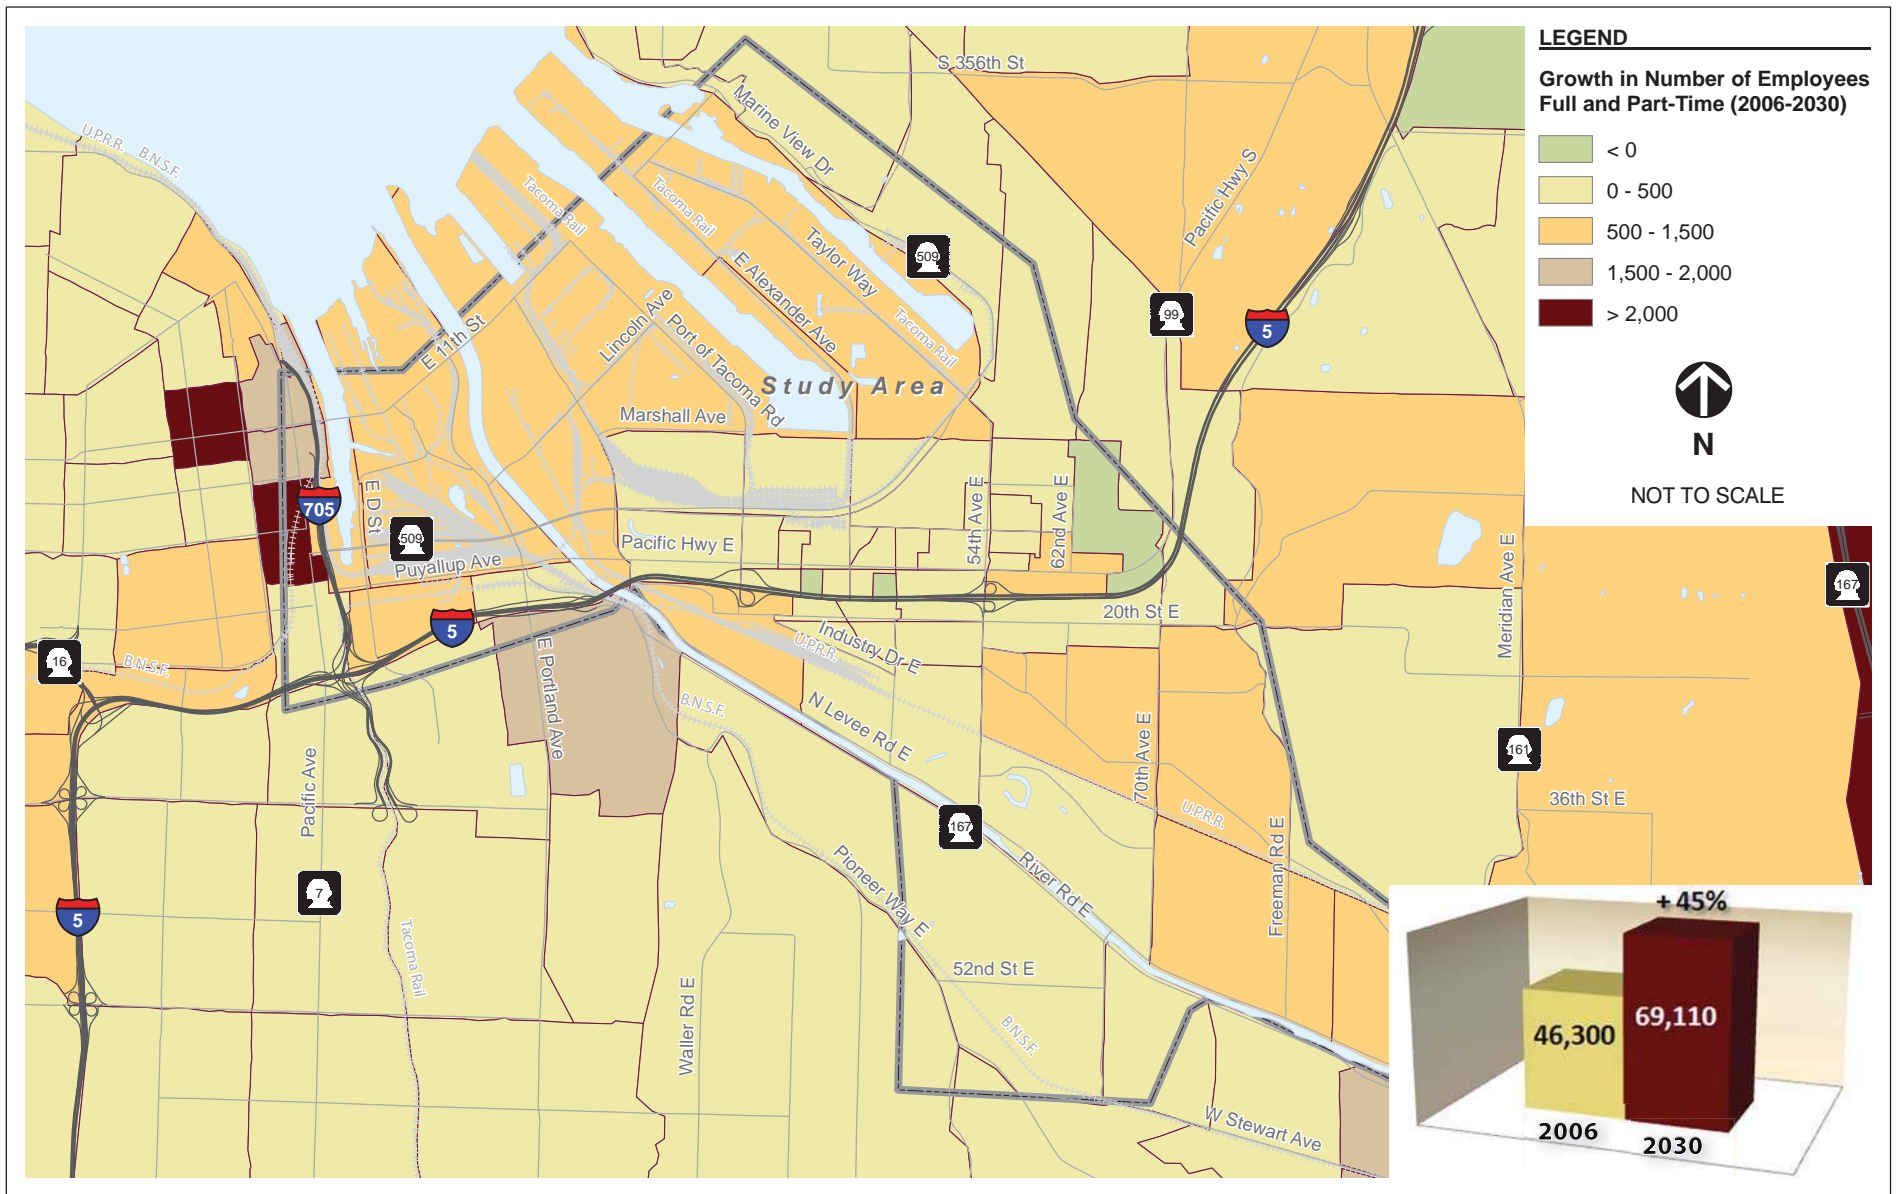 LEGEND
Growth in Number of Employees
Full and Part-Time (2006-2030)
< 0
0 - 500
500 - 1,500
1,500 - 2,000
> 2,000
N
NOT TO SCALE
S 356th St
Marine View Dr
U.P.R.R.
B.N.S.F.
Tacoma Rail
Tacoma Rail
Pacific Hwy S
509
Taylor Way
E Alexander Ave
99
5
Lincoln Ave
E 11th St
Port of Tacoma Rd
Tacoma Rail
Study Area
Marshall Ave
705
E D St
509
Puyallup Ave
Pacific Hwy E
54th Ave E
62nd Ave E
167
5
20th St E
Meridian Ave E
16
B.N.S.F.
E Portland Ave
Industry Dr E
U.P.R.R.
B.N.S.F.
N Levee Rd E
70th Ave E
161
Pacific Ave
36th St E
U.P.R.R.
167
7
5
Pioneer Way E
River Rd E
Freeman Rd E
Tacoma Rail
52nd St E
Waller Rd E
B.N.S.F.
W Stewart Ave
+ 45%
46,300
69,110
2006
2030